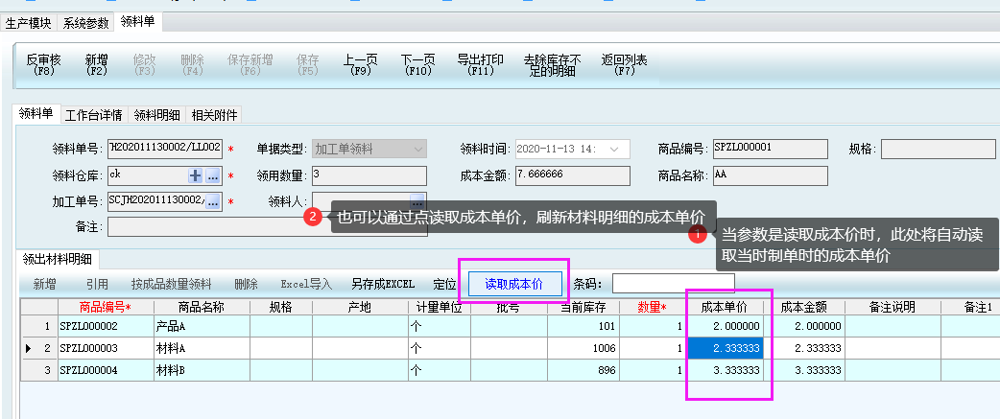 生产模块 系统参数 领料单
反审核 新增 修改 删除 保存新增 保存 上一页 下一页 导出打印 去除库存不 返回列表
(F8) (F2) (F3) (F4) (F6) (F5) (F9) (F10) (F11) 足的明细 (F7)
领料单 工作台详情 领料明细 相关附件
领料单号: H202011130002/LL002 * 单据类型: 加工单领料 领料时间: 2020-11-13 14: 商品编号: SPZL000001 规格:
领料仓库: ck + ... * 领用数量: 3 成本金额: 7.666666 商品名称: AA
加工单号: SCJH202011130002/ ... * 领料人: ...
备注:
2 也可以通过点读取成本单价，刷新材料明细的成本单价
1 当参数是读取成本价时，此处将自动读
取当时制单时的成本单价
领出材料明细
新增 引用 按成品数量领料 删除 Excel导入 另存成EXCEL 定位 读取成本价 条码:
商品编号* 商品名称 规格 产地 计量单位 批号 当前库存 数量* 成本单价 成本金额 备注说明 备注1
1 SPZL000002 产品A 个 101 1 2.000000 2.000000
2 SPZL000003 材料A 个 1006 1 2.333333 2.333333
3 SPZL000004 材料B 个 896 1 3.333333 3.333333